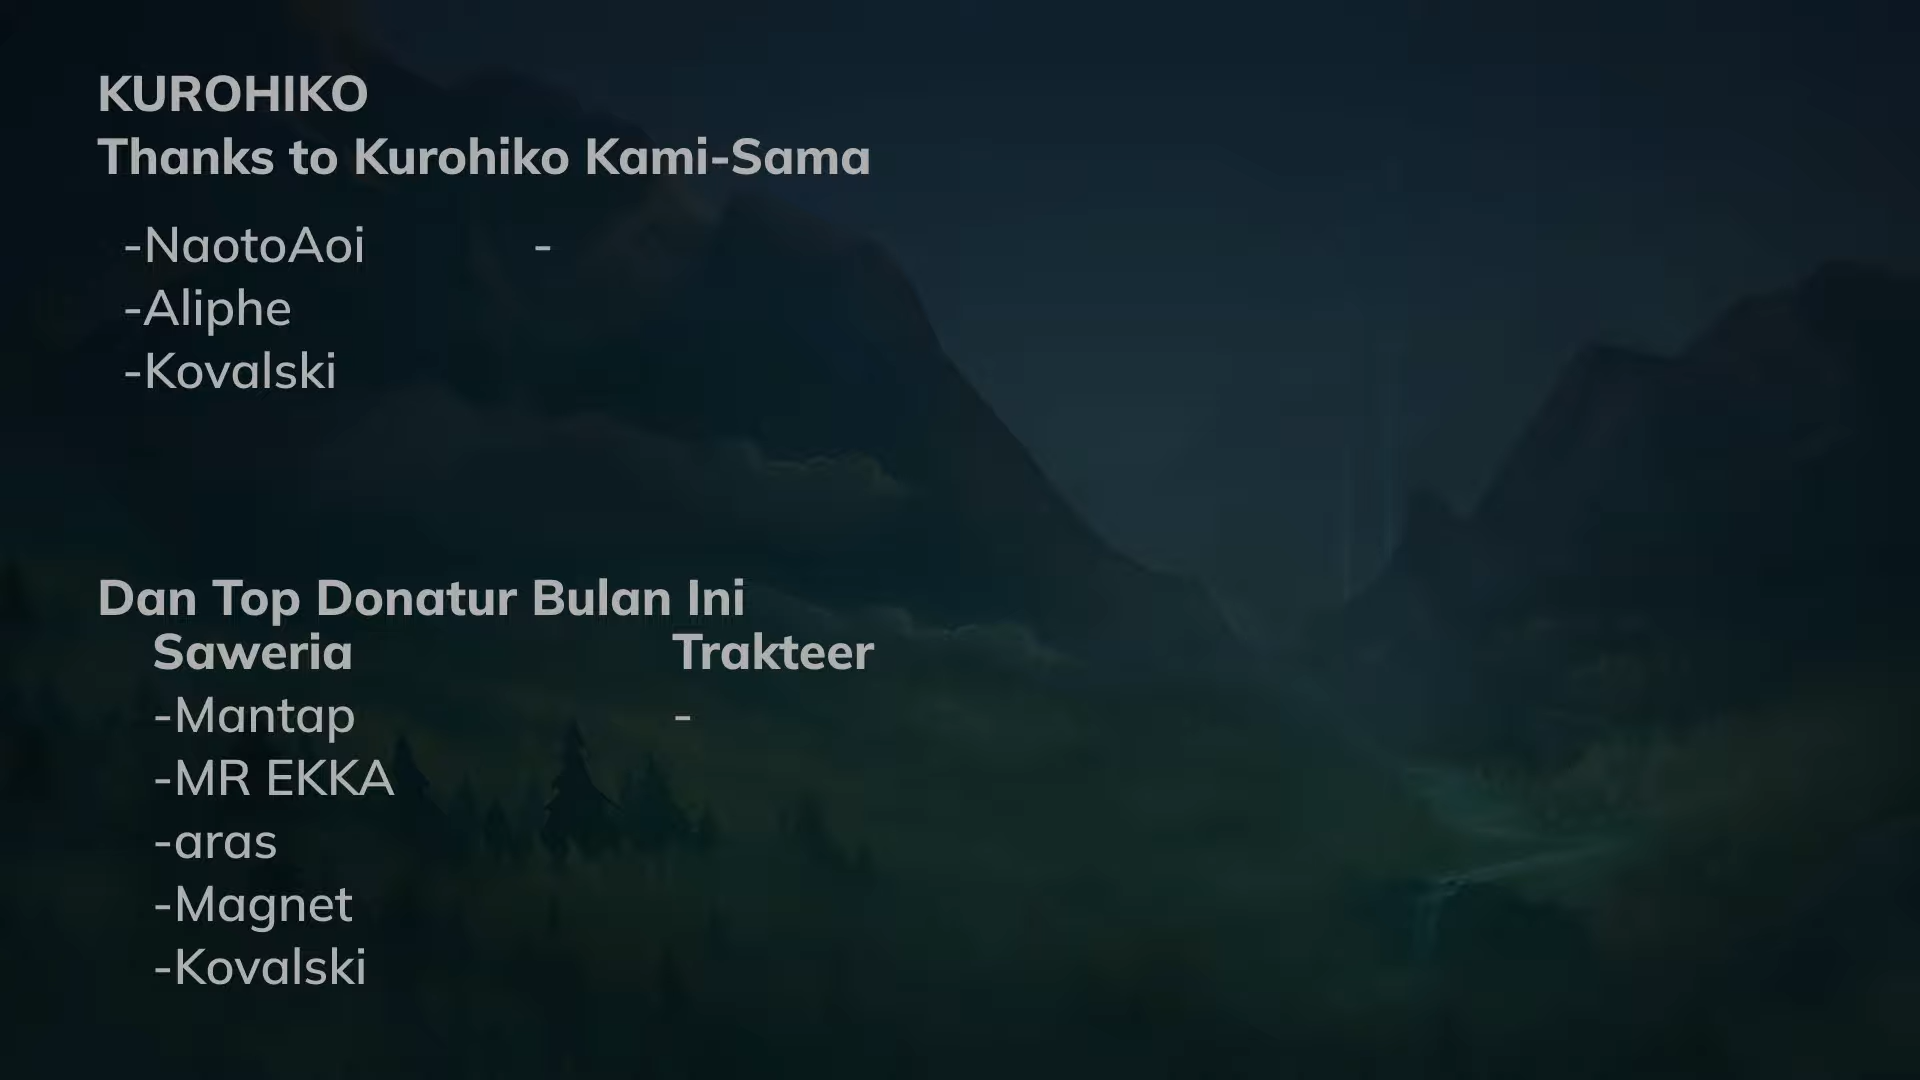 KUROHIKO
Thanks to Kurohiko Kami-Sama
-NaotoAoi -
-Aliphe
-Kovalski
Dan Top Donatur Bulan Ini
Saweria Trakteer
-Mantap -
-MR EKKA
-aras
-Magnet
-Kovalski